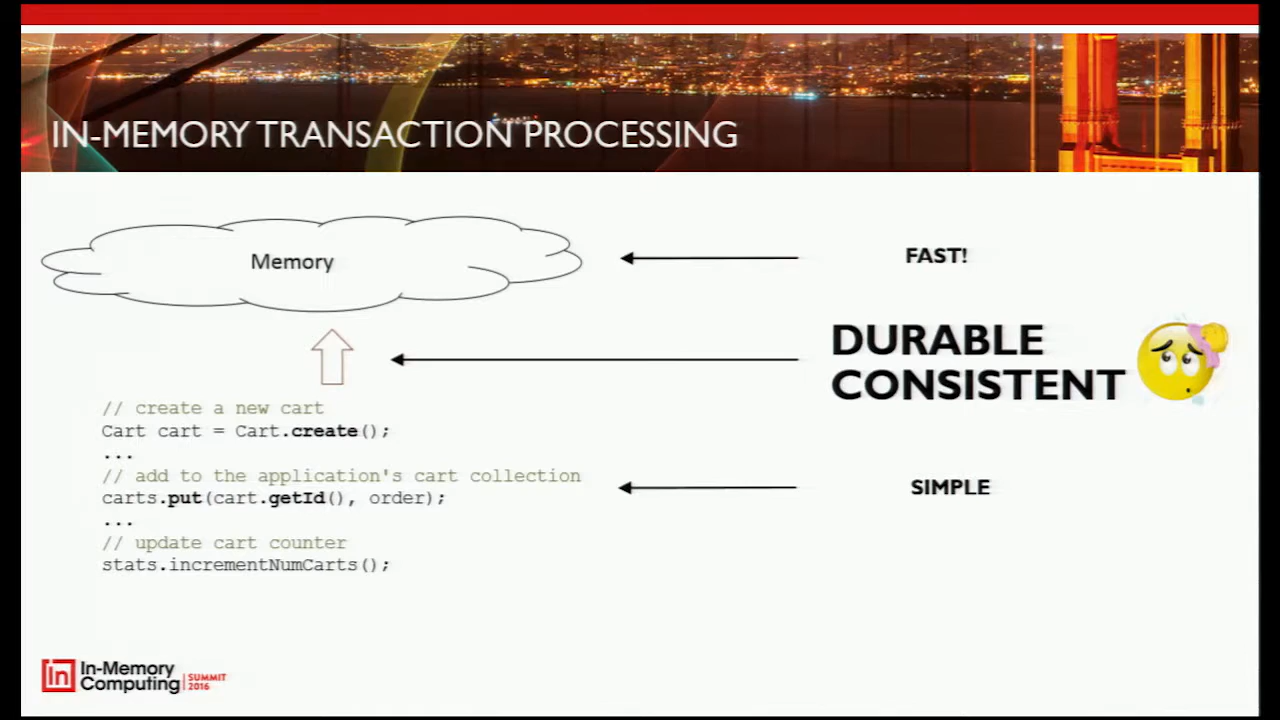 IN-MEMORY TRANSACTION PROCESSING
Memory
FAST!
DURABLE
CONSISTENT
// create a new cart
Cart cart = Cart.create();
...
// add to the application's cart collection
carts.put(cart.getId(), order);
SIMPLE
...
// update cart counter
stats.incrementNumCarts();
In
In-Memory
Computing
SUMMIT
2016